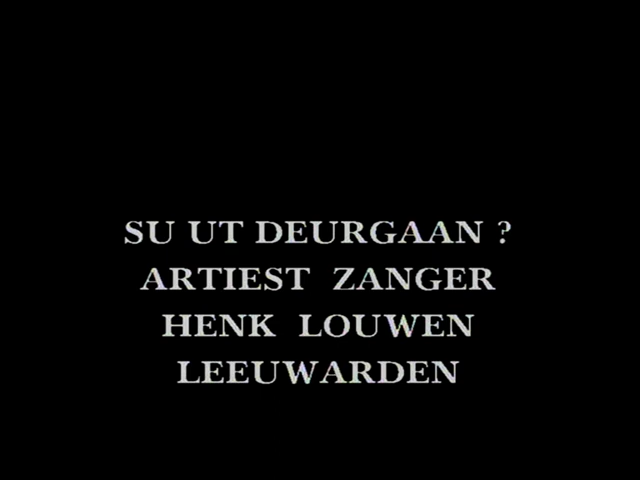 SU UT DEURGAAN ?
ARTIEST ZANGER
HENK LOUWEN
LEEUWARDEN